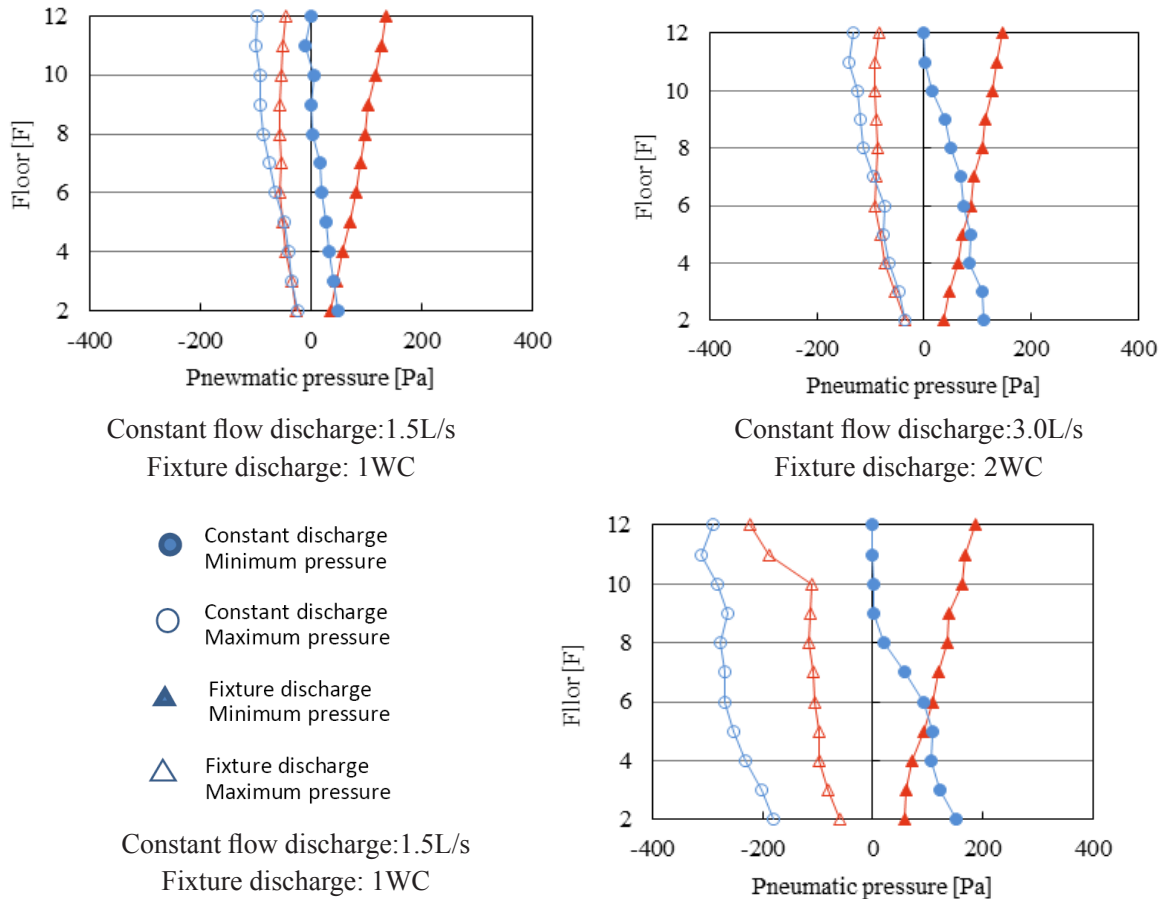 12
10
8
6
4
2
Floor [F]
-400
-200
0
200
400
Pnewmatic pressure [Pa]
Constant flow discharge:1.5L/s
Fixture discharge: 1WC
12
10
8
6
4
2
Floor [F]
-400
-200
0
200
400
Pneumatic pressure [Pa]
Constant flow discharge:3.0L/s
Fixture discharge: 2WC
Constant discharge
Minimum pressure
Constant discharge
Maximum pressure
Fixture discharge
Minimum pressure
Fixture discharge
Maximum pressure
Constant flow discharge:1.5L/s
Fixture discharge: 1WC
12
10
8
6
4
2
Fllor [F]
-400
-200
0
200
400
Pneumatic pressure [Pa]